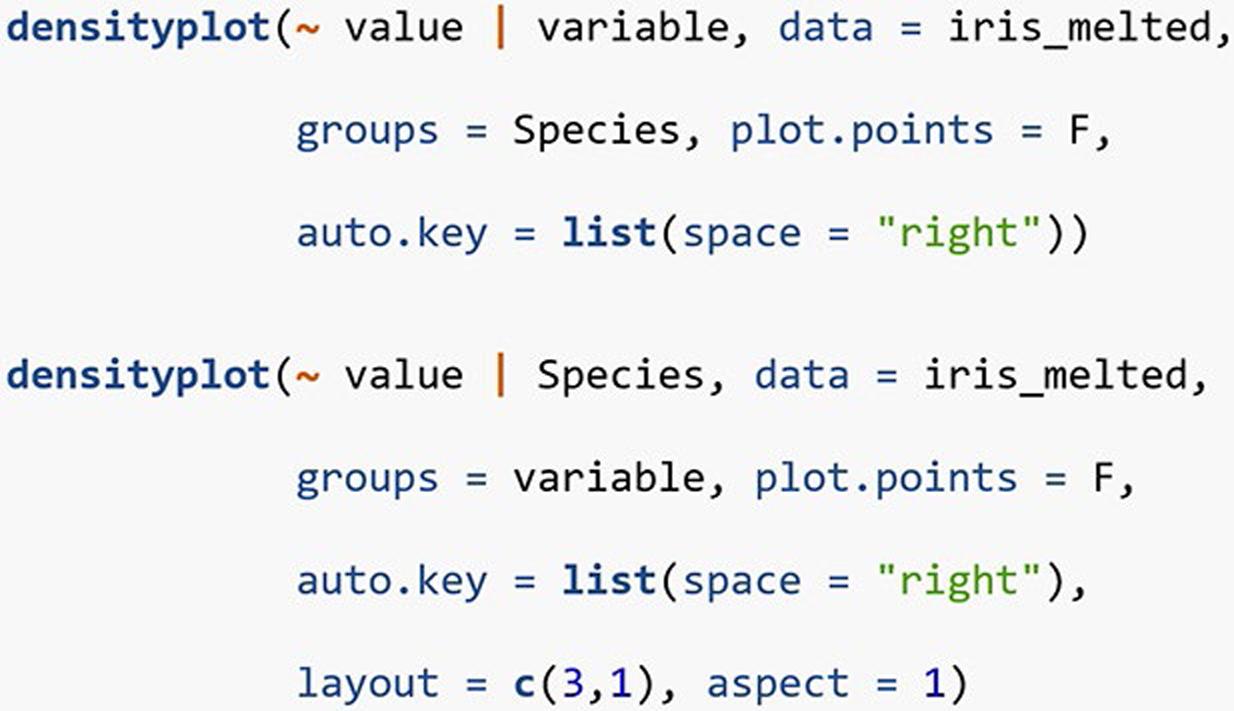 densityplot(~ value | variable, data = iris_melted,
groups = Species, plot.points = F,
auto.key = list(space = "right"))
densityplot(~ value | Species, data = iris_melted,
groups = variable, plot.points = F,
auto.key = list(space = "right"),
layout = c(3,1), aspect = 1)